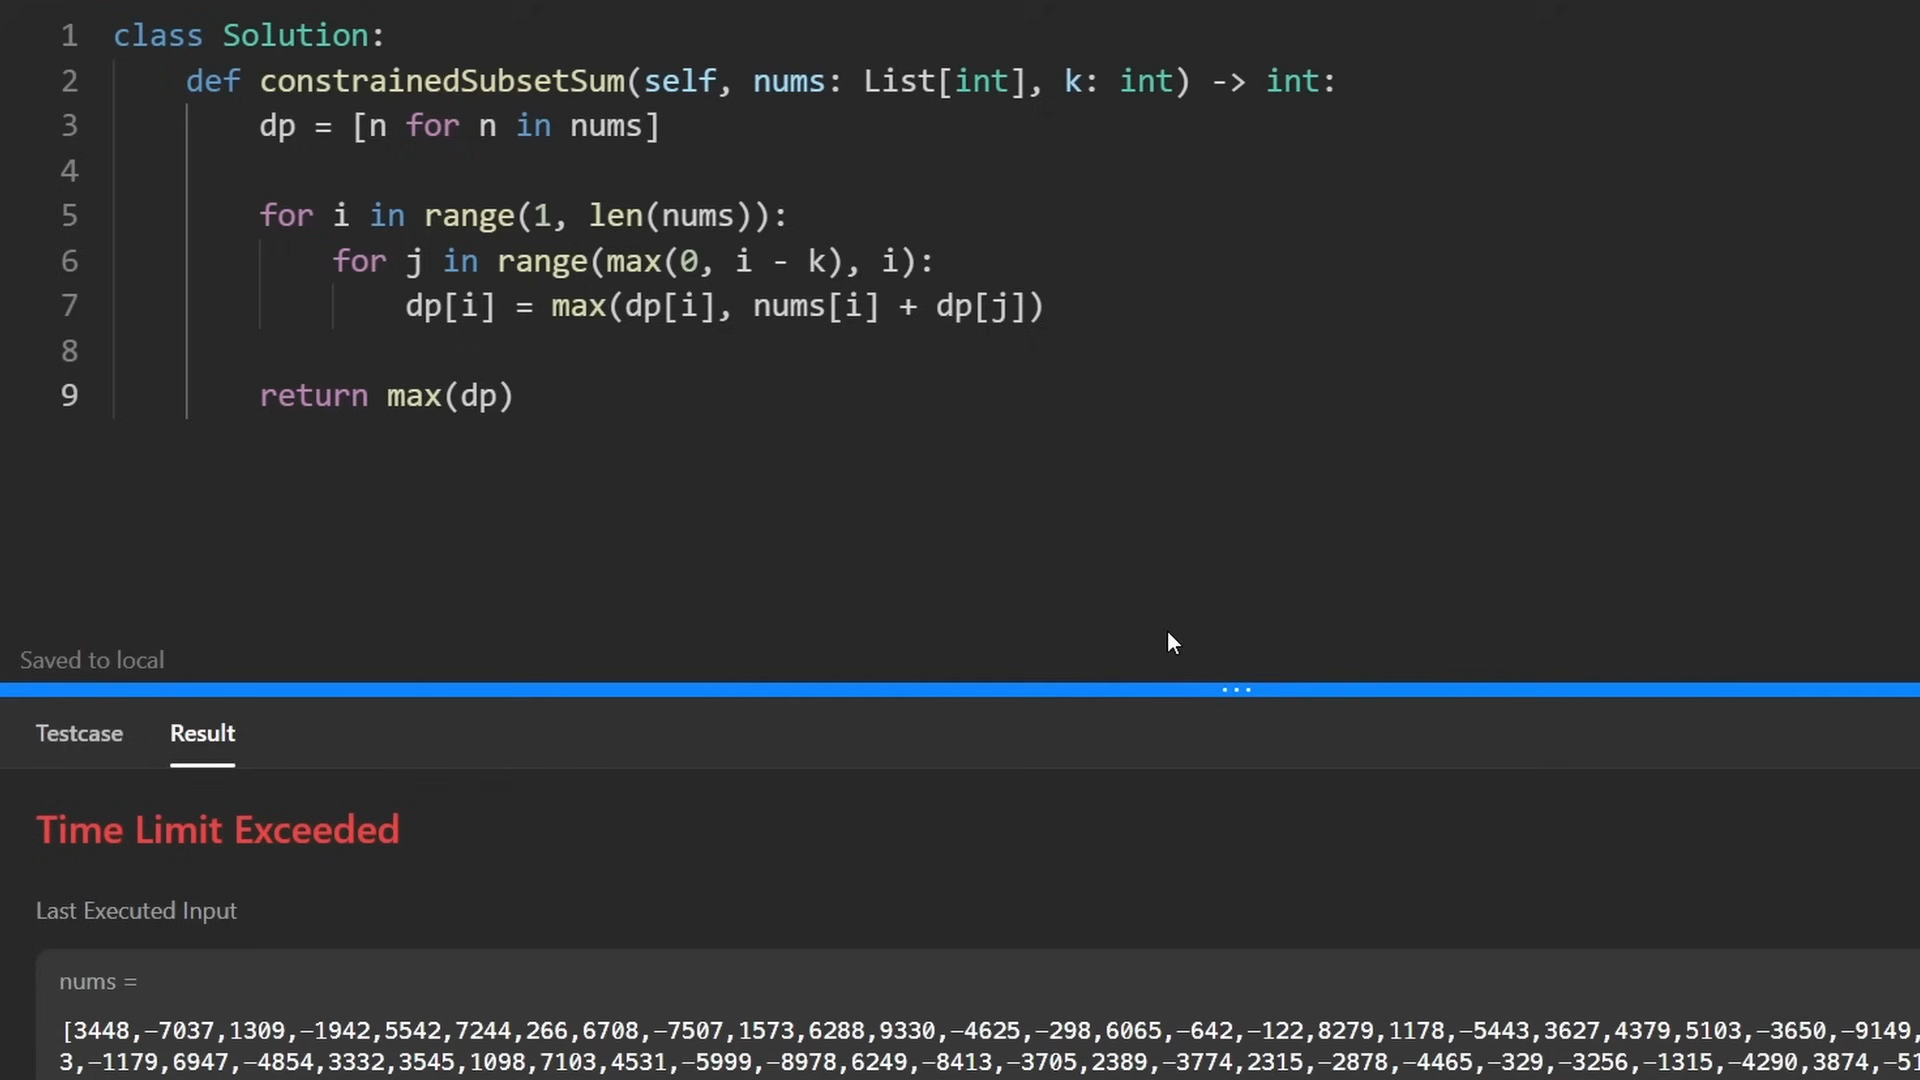 1 class Solution:
2 def constrainedSubsetSum(self, nums: List[int], k: int) -> int:
3 dp = [n for n in nums]
4
5 for i in range(1, len(nums)):
6 for j in range(max(0, i - k), i):
7 dp[i] = max(dp[i], nums[i] + dp[j])
8
9 return max(dp)
Saved to local
Testcase Result
Time Limit Exceeded
Last Executed Input
nums =
[3448,-7037,1309,-1942,5542,7244,266,6708,-7507,1573,6288,9330,-4625,-298,6065,-642,-122,8279,1178,-5443,3627,4379,5103,-3650,-9149,
3,-1179,6947,-4854,3332,3545,1098,7103,4531,-5999,-8978,6249,-8413,-3705,2389,-3774,2315,-2878,-4465,-329,-3256,-1315,-4290,3874,-51